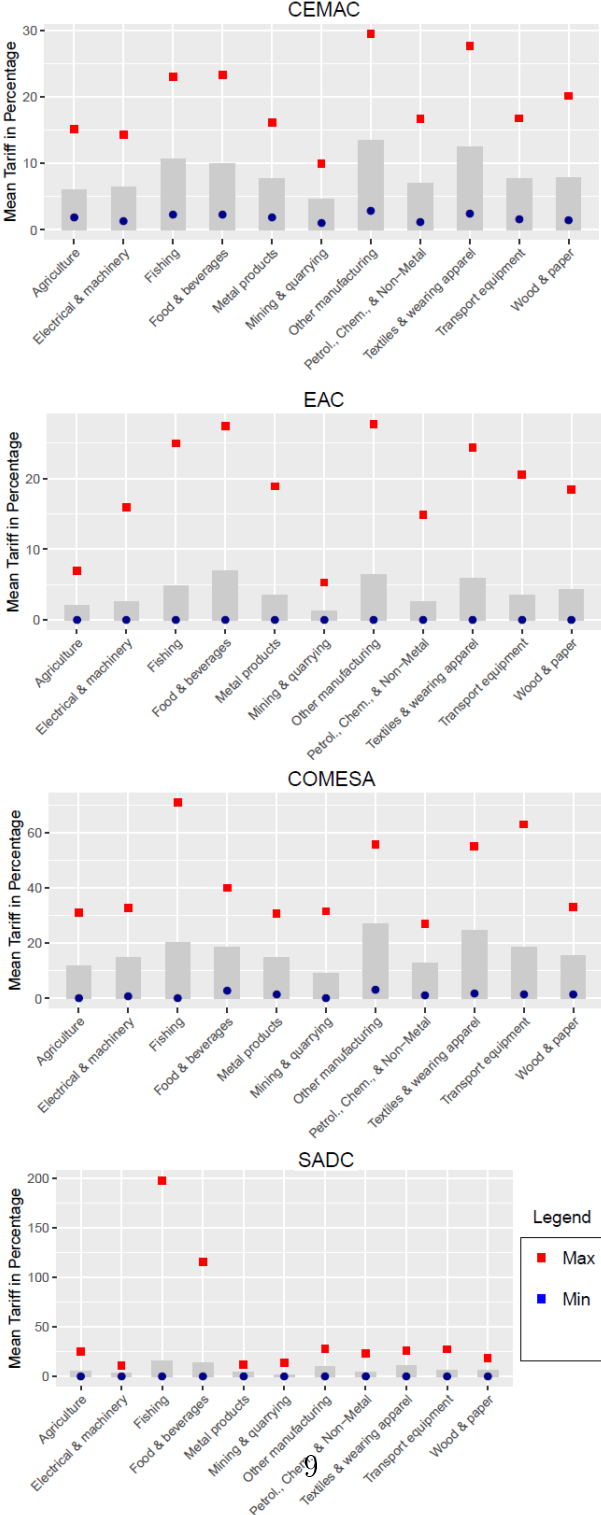 CEMAC
Mean Tariff in Percentage
30
20
10
0
Agriculture
Electrical & machinery
Fishing
Food & beverages
Metal products
Mining & quarrying
Other manufacturing
Petrol., Chem., & Non−Metal
Textiles & wearing apparel
Transport equipment
Wood & paper
EAC
Mean Tariff in Percentage
20
10
0
Agriculture
Electrical & machinery
Fishing
Food & beverages
Metal products
Mining & quarrying
Other manufacturing
Petrol., Chem., & Non−Metal
Textiles & wearing apparel
Transport equipment
Wood & paper
COMESA
Mean Tariff in Percentage
60
40
20
0
Agriculture
Electrical & machinery
Fishing
Food & beverages
Metal products
Mining & quarrying
Other manufacturing
Petrol., Chem., & Non−Metal
Textiles & wearing apparel
Transport equipment
Wood & paper
SADC
Mean Tariff in Percentage
200
150
100
50
0
Agriculture
Electrical & machinery
Fishing
Food & beverages
Metal products
Mining & quarrying
Other manufacturing
Petrol., Chem., & Non−Metal
Textiles & wearing apparel
Transport equipment
Wood & paper
Legend
Max
Min
9